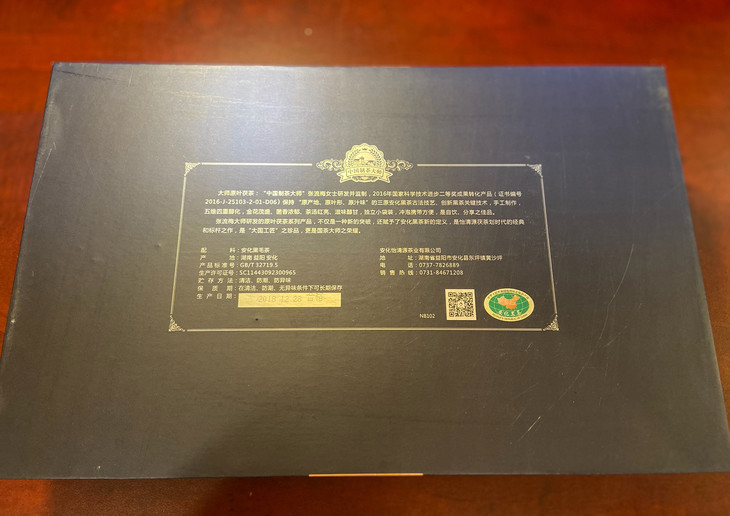 中国制茶大师
大师原叶茯茶：“中国制茶大师”张流梅女士研发并监制，2016年国家科学技术进步二等奖成果转化产品（证书编号
2016-J-25103-2-01-D06）保持“原产地、原叶形、原汁味”的三原安化黑茶古法技艺，创新黑茶关键技术，手工制作，
五维四重醇化，金花茂盛、菌香浓郁、茶汤红亮、滋味醇甘，独立小袋装，冲泡携带方便，是自饮、分享之佳品。
张流梅大师研发的原叶茯茶系列产品，不仅是一种新的突破，还赋予了安化黑茶新的定义，是怡清源茯茶划时代的经典
和标杆之作，是“大国工匠”之珍品，更是国茶大师之荣耀。
配 料：安化黑毛茶
产 地：湖南 益阳 安化
产品标准号：GB/T 32719.5
生产许可证号：SC11443092300965
贮存方法：清洁、防潮、防异味
保 质 期：在清洁、防潮、无异味条件下可长期保存
生产日期：
安化怡清源茶业有限公司
地 址：湖南省益阳市安化县东坪镇黄沙坪
电 话：0737-7826889
销售热线：0731-84671208
N8102
安化黑茶